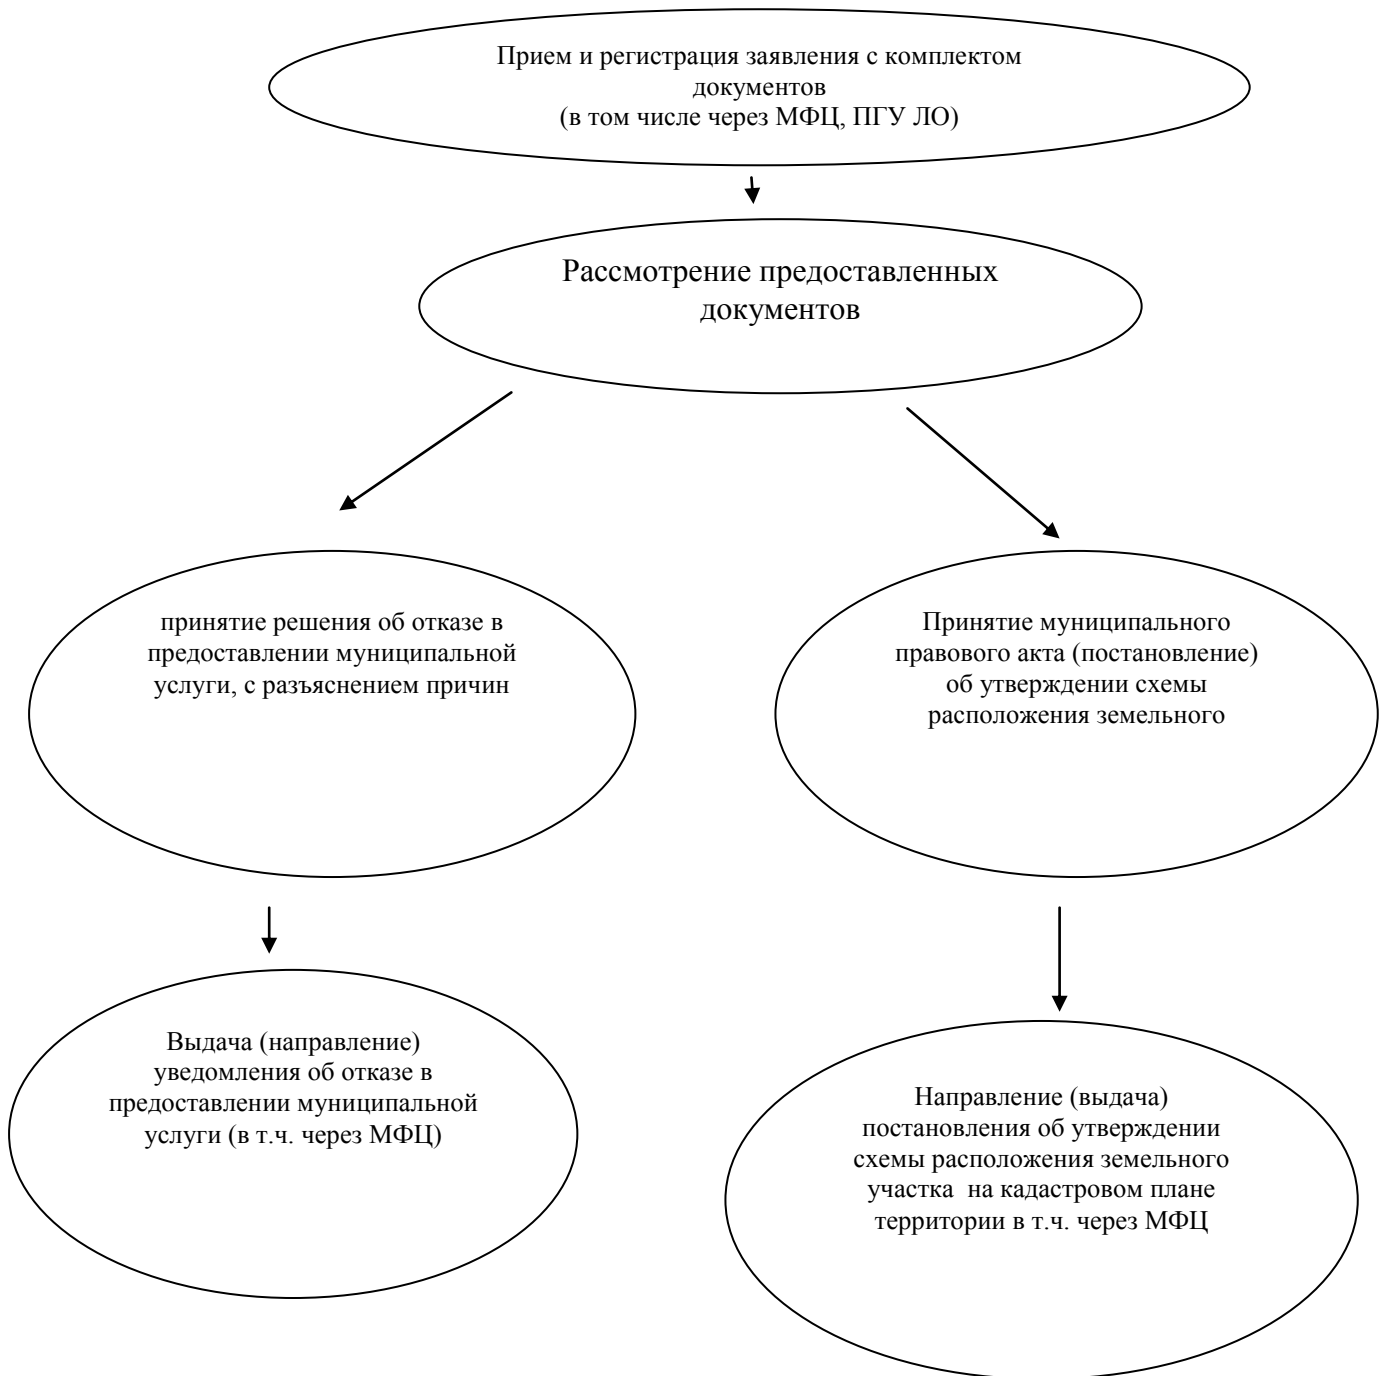 Прием и регистрация заявления с комплектом
документов
(в том числе через МФЦ, ПГУ ЛО)
Рассмотрение предоставленных
документов
принятие решения об отказе в
предоставлении муниципальной
услуги, с разъяснением причин
Принятие муниципального
правового акта (постановление)
об утверждении схемы
расположения земельного
Выдача (направление)
уведомления об отказе в
предоставлении муниципальной
услуги (в т.ч. через МФЦ)
Направление (выдача)
постановления об утверждении
схемы расположения земельного
участка на кадастровом плане
территории в т.ч. через МФЦ